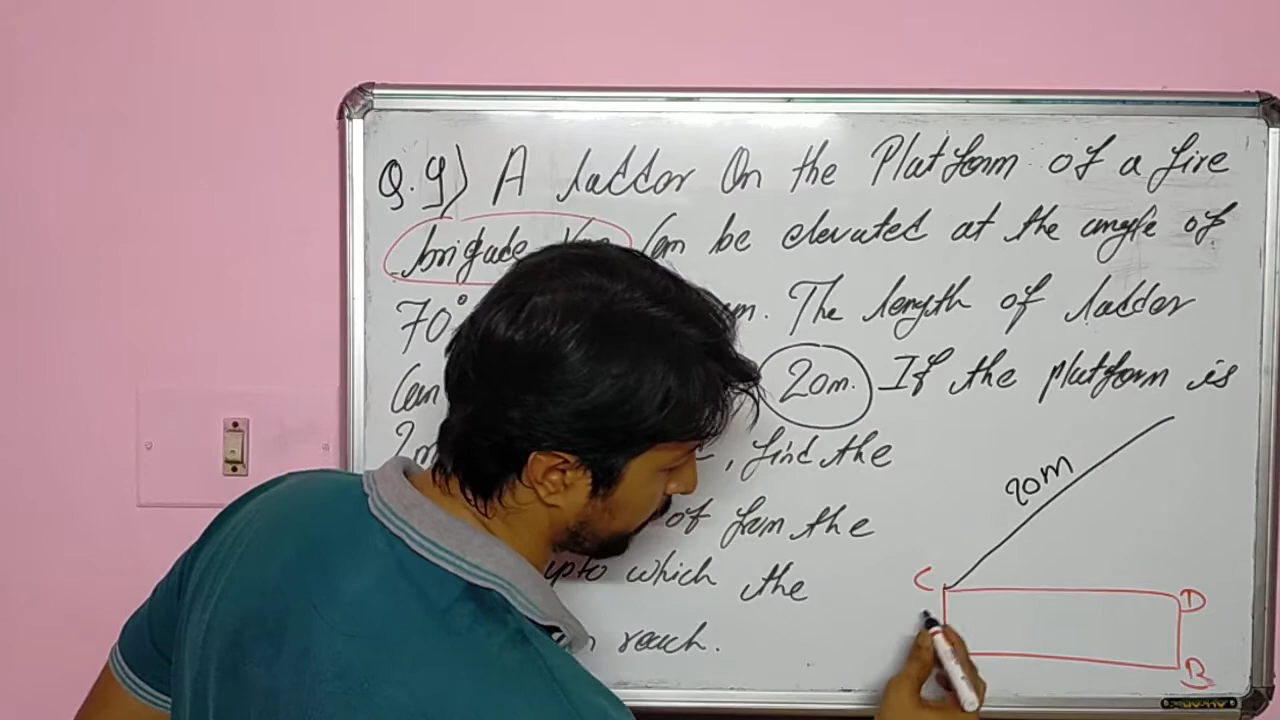 Q.9) A ladder On the Platform of a fire
brigade Van Can be elevated at the angle of
70° m. The length of ladder
Can 20m. If the platform is
2m , find the
of from the
upto which the
reach.
20m
C
D
B